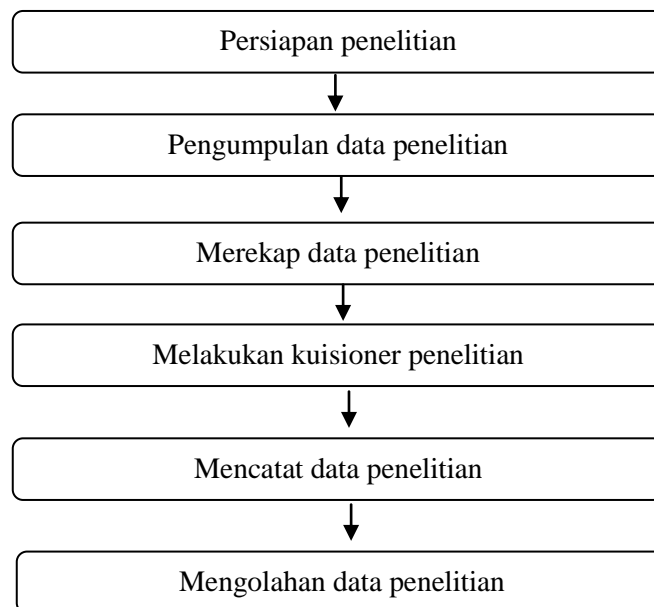 Persiapan penelitian
Pengumpulan data penelitian
Merekap data penelitian
Melakukan kuisioner penelitian
Mencatat data penelitian
Mengolahan data penelitian